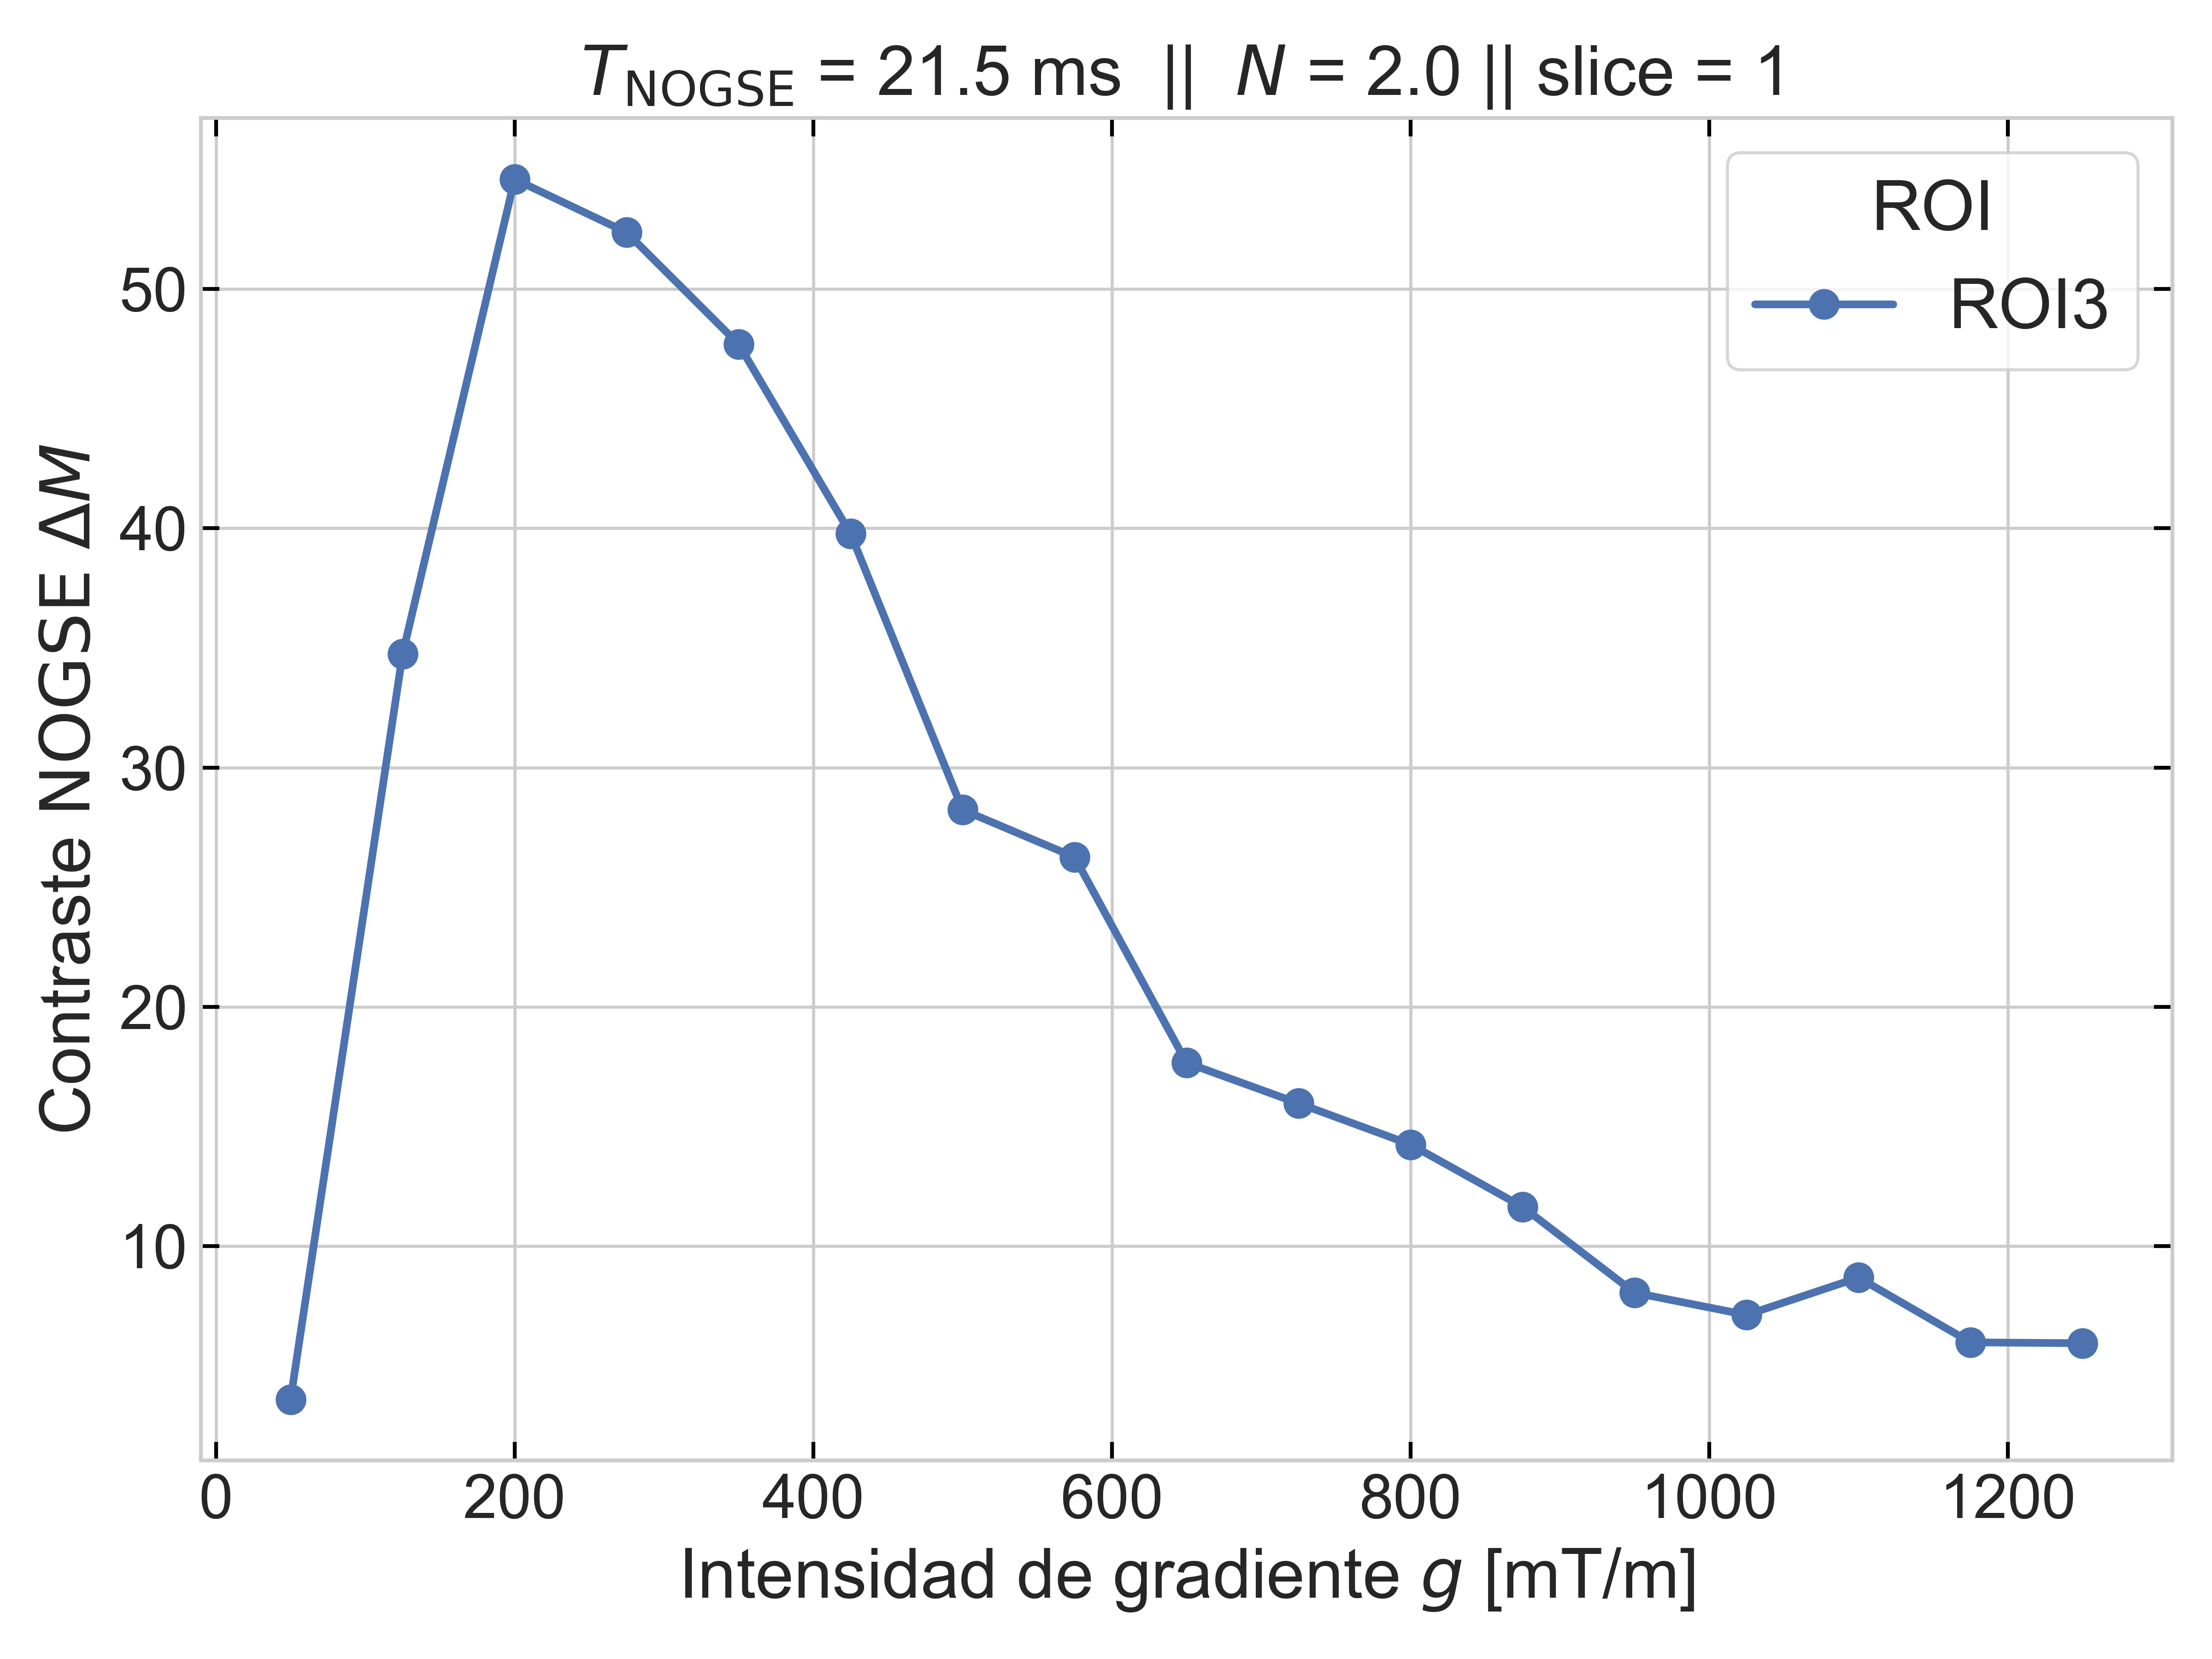 T_NOGSE = 21.5 ms || N = 2.0 || slice = 1
Contraste NOGSE ΔM
50
40
30
20
10
ROI
ROI3
0 200 400 600 800 1000 1200
Intensidad de gradiente g [mT/m]